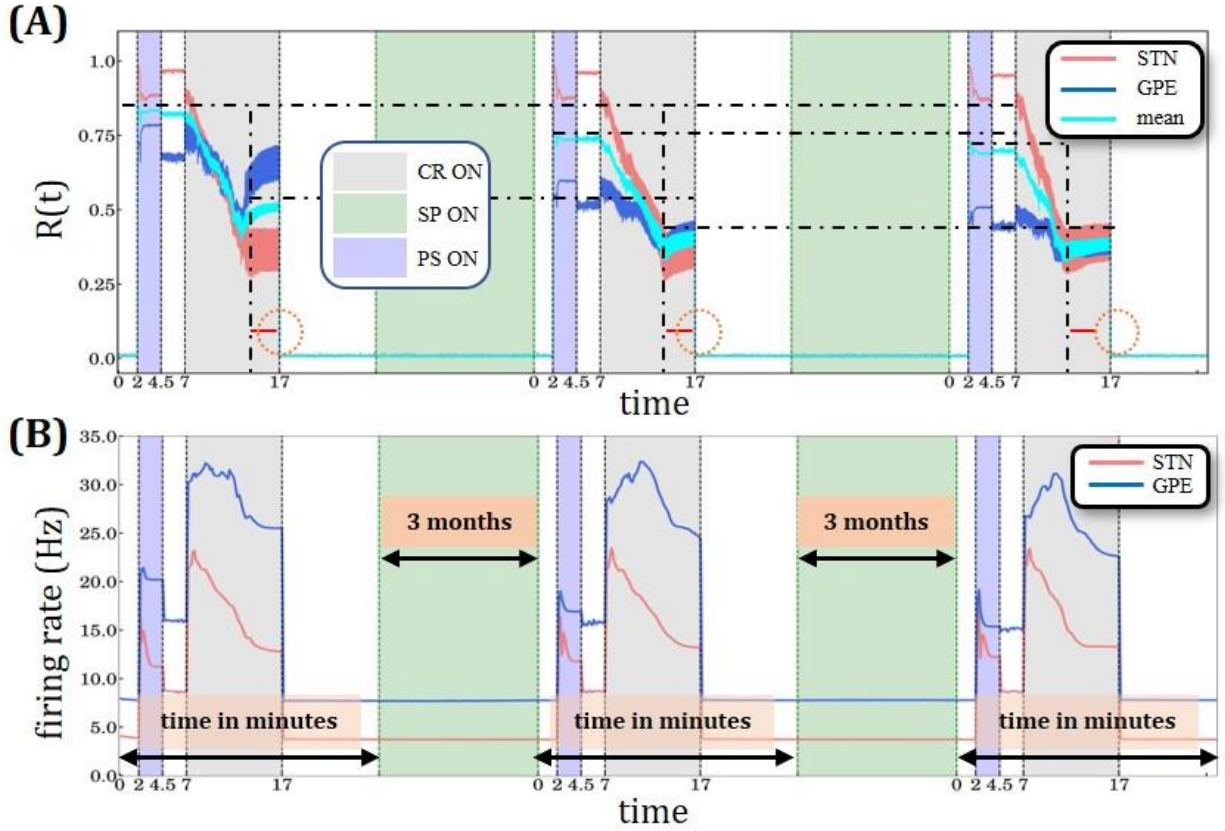 (A)
1.0
0.75
0.5
0.25
0.0
R(t)
STN
GPE
mean
CR ON
SP ON
PS ON
0 2 4.5 7 17 0 2 4.5 7 17 0 2 4.5 7 17
time
(B)
35.0
30.0
25.0
20.0
15.0
10.0
5.0
0.0
firing rate (Hz)
STN
GPE
3 months 3 months
time in minutes time in minutes time in minutes
0 2 4.5 7 17 0 2 4.5 7 17 0 2 4.5 7 17
time